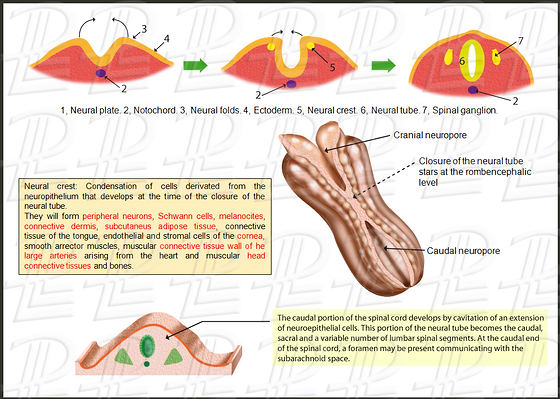 3
4
2
5
2
6
7
2
1, Neural plate. 2, Notochord. 3, Neural folds. 4, Ectoderm. 5, Neural crest. 6, Neural tube. 7, Spinal ganglion.
Cranial neuropore
Closure of the neural tube
stars at the rombencephalic
level
Caudal neuropore
Neural crest: Condensation of cells derivated from the
neuropithelium that develops at the time of the closure of
the neural tube.
They will form peripheral neurons, Schwann cells, melanocytes,
connective dermis, subcutaneus adipose tissue, connective
tissue of the tongue, endothelial and stromal cells of the cornea,
smooth arrector muscles, muscular connective tissue wall of he
large arteries arising from the heart and muscular head
connective tissues and bones.
The caudal portion of the spinal cord develops by cavitation of an extension
of neuroepithelial cells. This portion of the neural tube becomes the caudal,
sacral and a variable number of lumbar spinal segments. At the caudal end
of the spinal cord, a foramen may be present communicating with the
subarachnoid space.